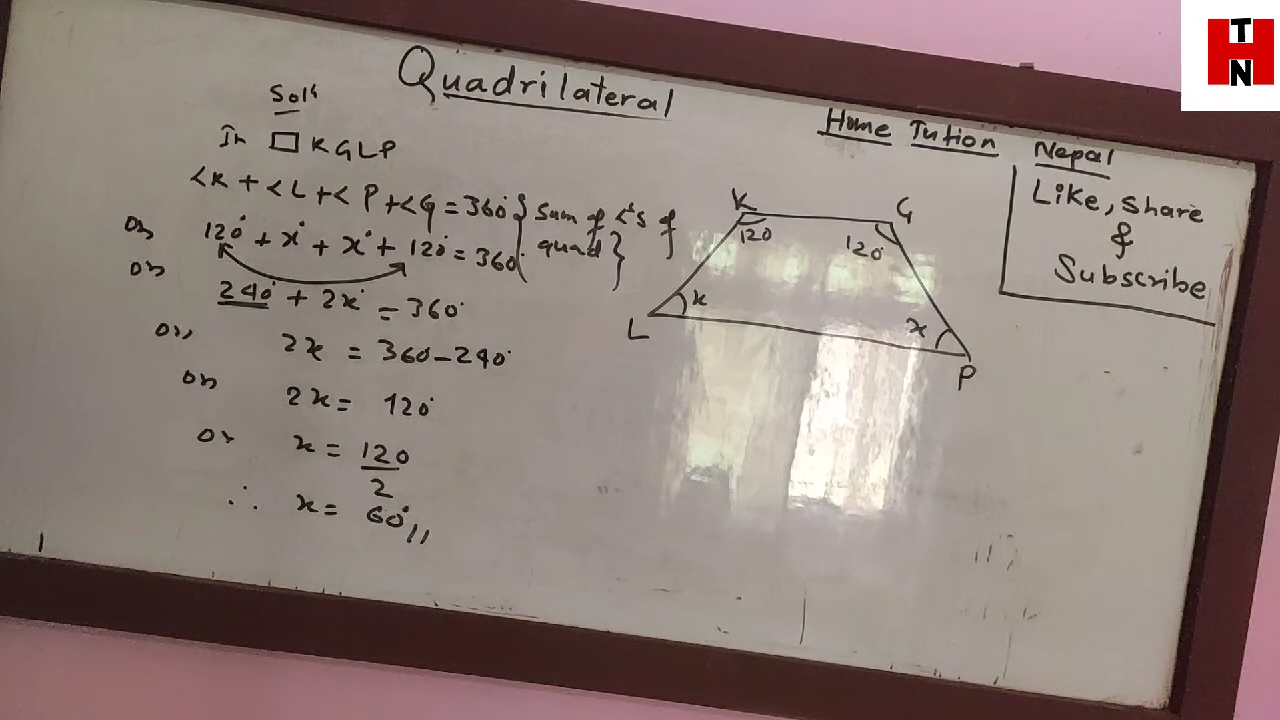 Quadrilateral
Solⁿ
In □ KGLP
<K + <L + <P + <G = 360° } Sum of <'s of quad }
or 120° + x° + x° + 120° = 360°
or 240° + 2x° = 360°
or, 2x = 360 - 240°
or 2x = 120°
or x = 120/2
∴ x = 60°,,
Home Tution Nepal
Like, share
&
Subscribe
K G
120 120°
x x
L P
T
H
N